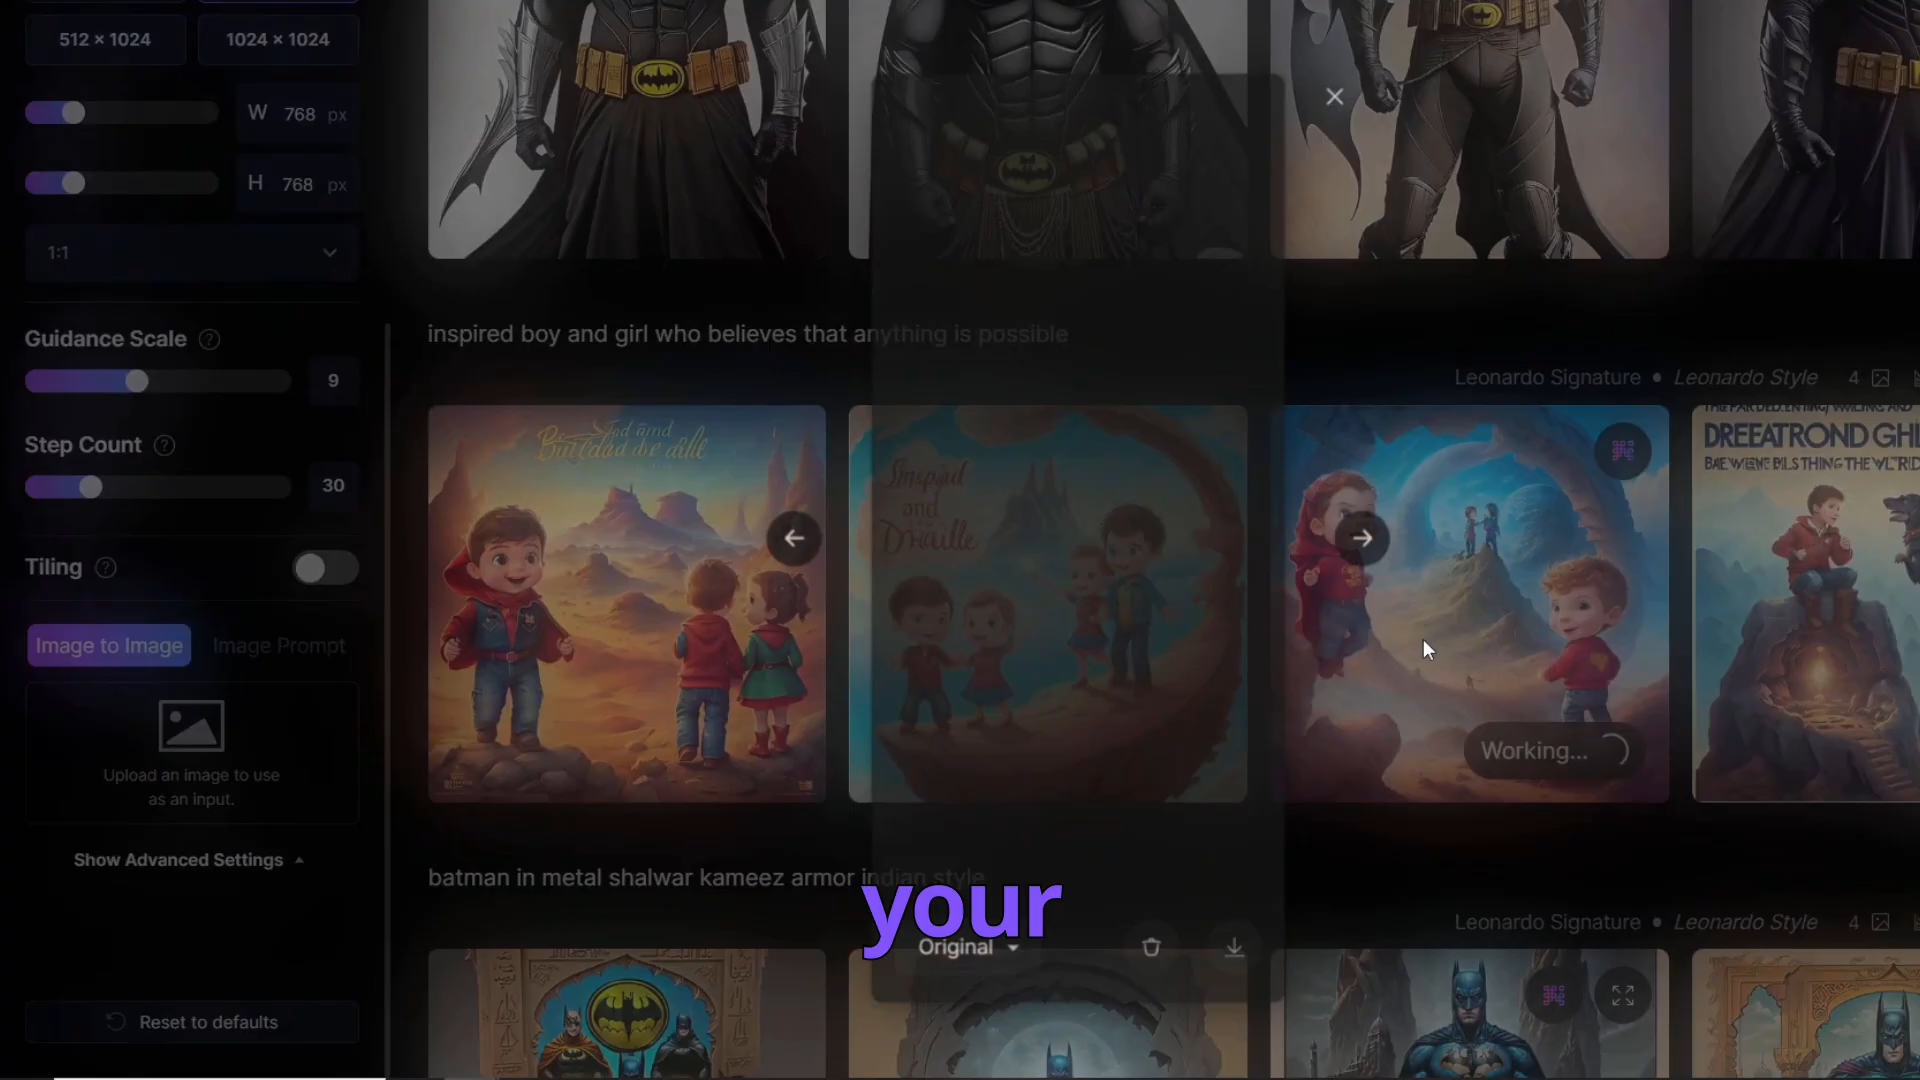 512 × 1024
1024 × 1024
W 768 px
H 768 px
1:1
Guidance Scale ?
9
Step Count ?
30
Tiling ?
Image to Image
Image Prompt
Upload an image to use
as an input.
Show Advanced Settings
Reset to defaults
inspired boy and girl who believes that anything is possible
Leonardo Signature • Leonardo Style 4
Inspid
and
Working...
batman in metal shalwar kameez armor indian style
your
Leonardo Signature • Leonardo Style 4
Original